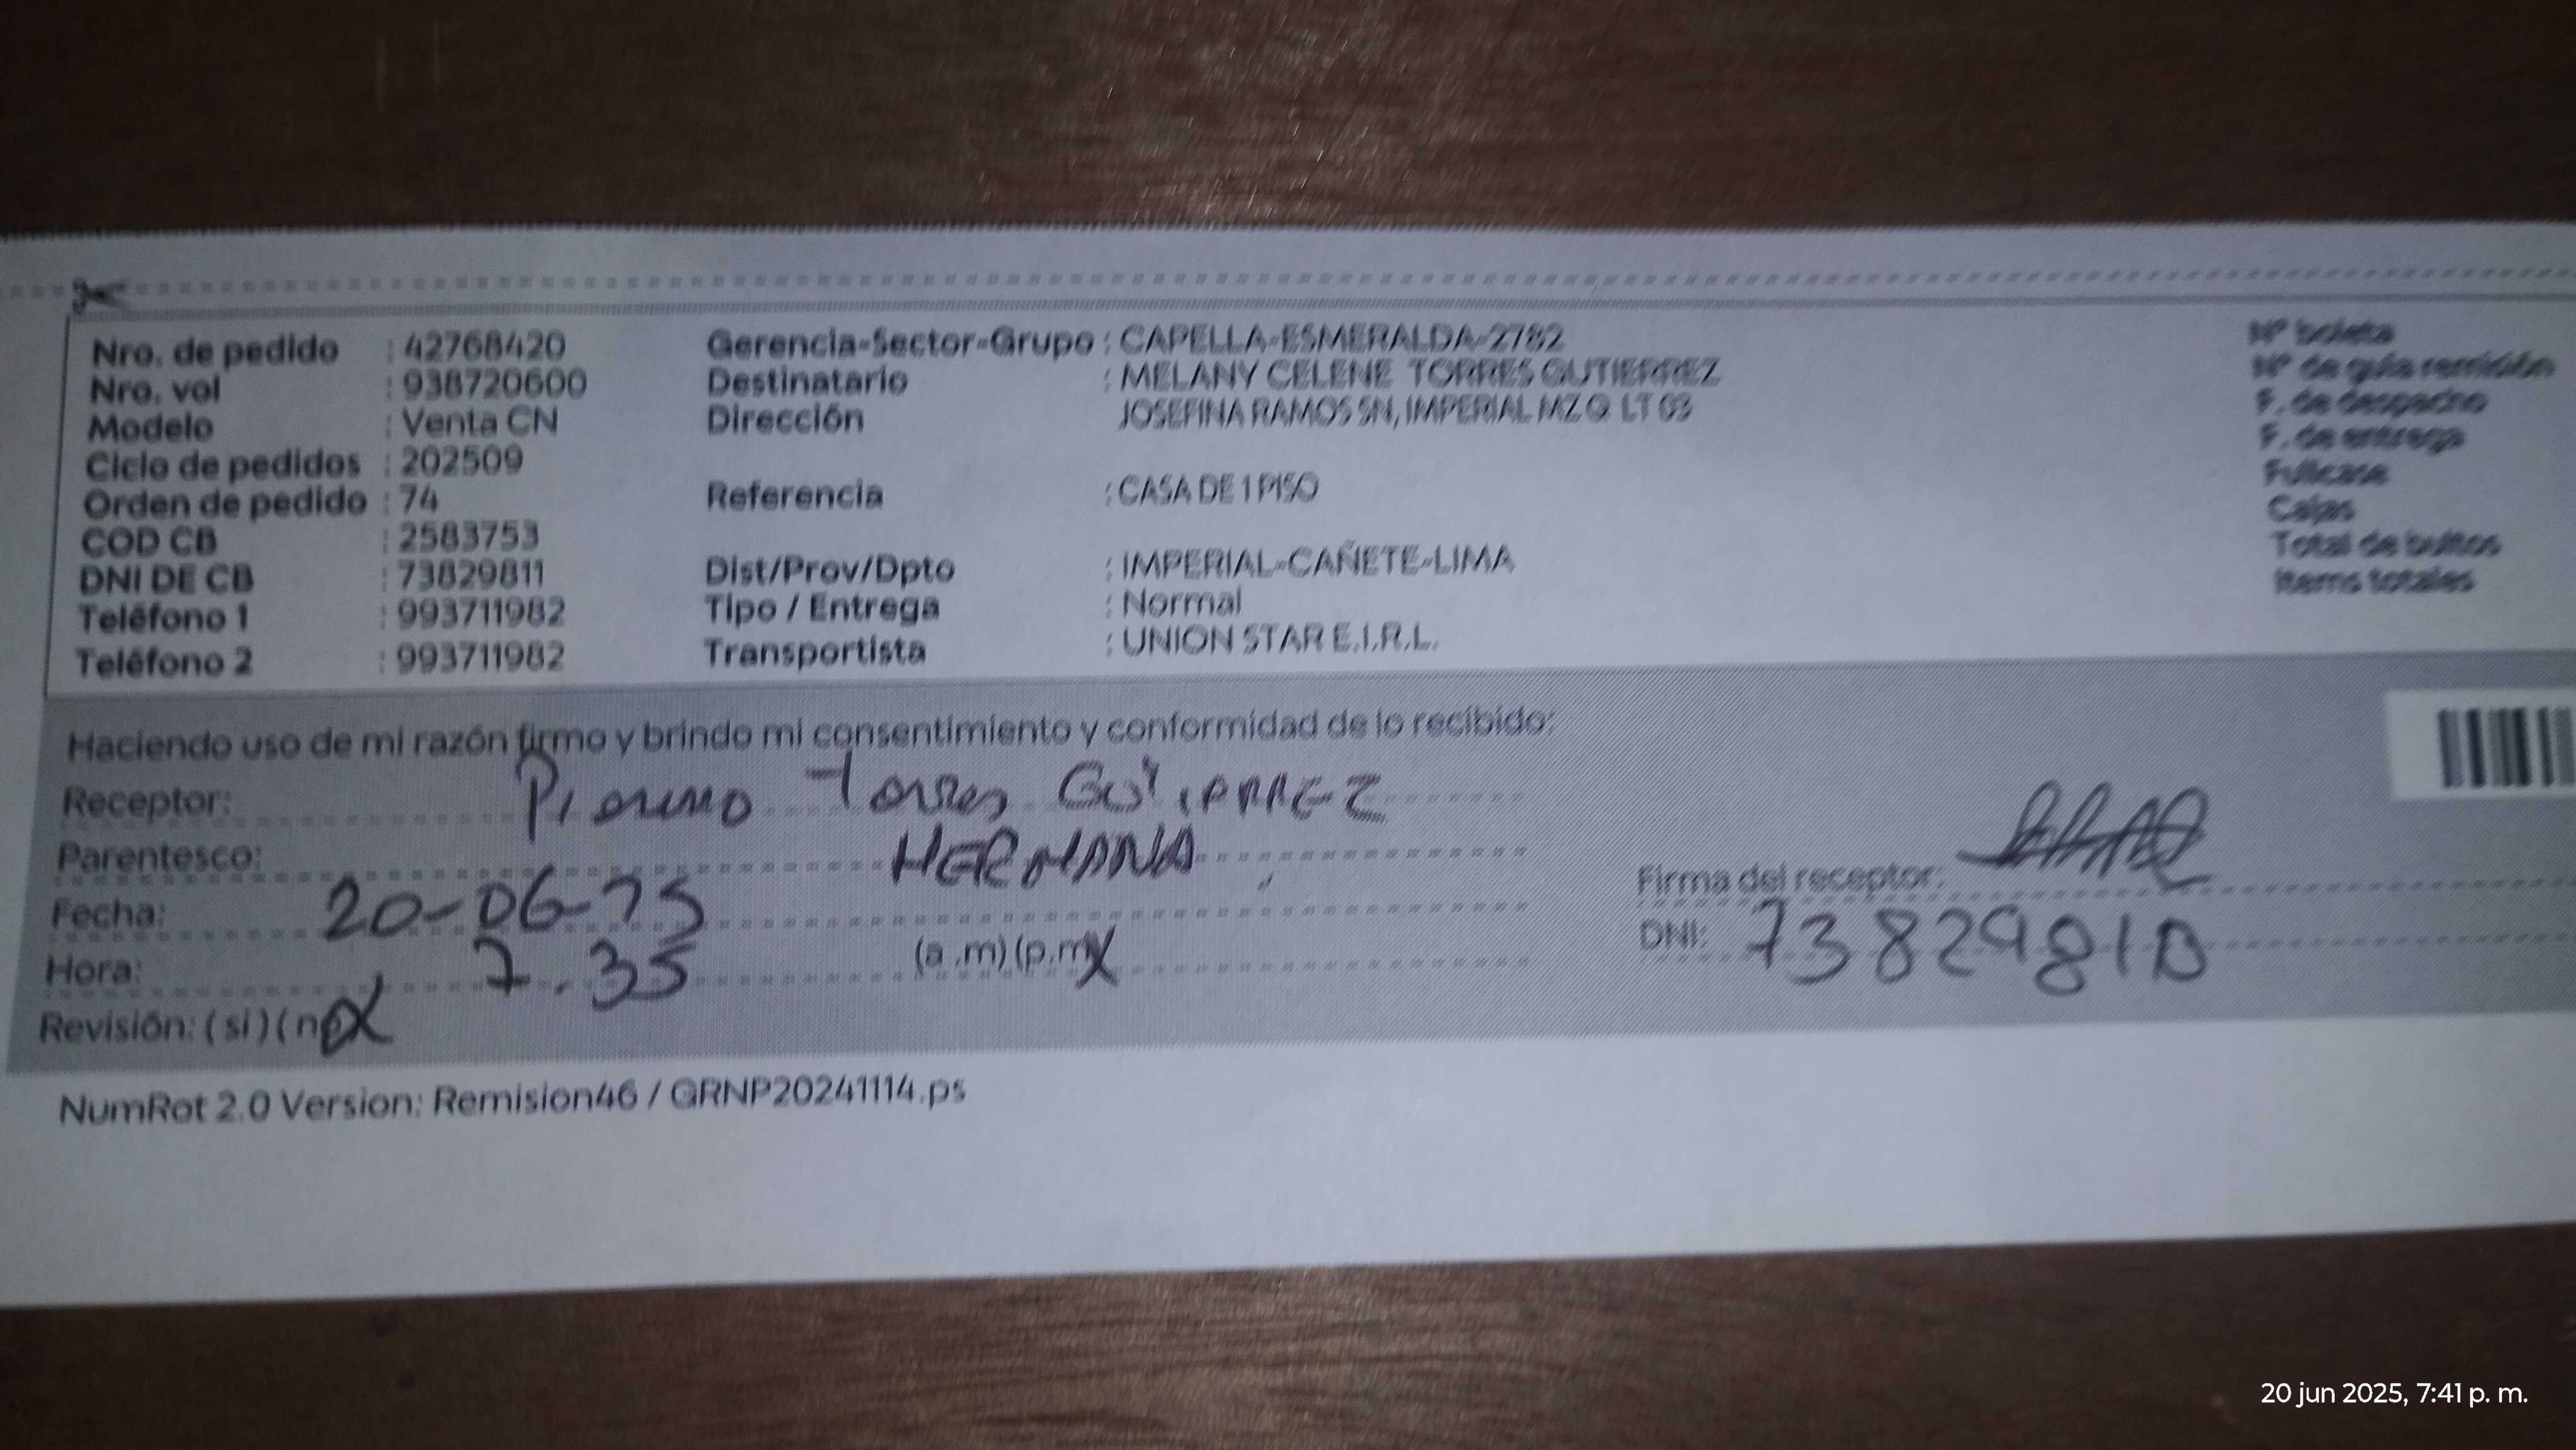 Nro. de pedido : 42768420 Gerencia-Sector-Grupo : CAPELLA-ESMERALDA-2782 Nº boleta
Nro. vol : 938720600 Destinatario : MELANY CELENE TORRES GUTIERREZ Nº de guía remisión
Modelo : Venta CN Dirección JOSEFINA RAMOS SN, IMPERIAL MZ Q LT 03 F. de despacho
Ciclo de pedidos : 202509 F. de entrega
Orden de pedido : 74 Referencia : CASA DE 1 PISO Fullcase
COD CB : 2583753 Cajas
DNI DE CB : 73829811 Dist/Prov/Dpto : IMPERIAL-CAÑETE-LIMA Total de bultos
Teléfono 1 : 993711982 Tipo / Entrega : Normal Items totales
Teléfono 2 : 993711982 Transportista : UNION STAR E.I.R.L.
Haciendo uso de mi razón firmo y brindo mi consentimiento y conformidad de lo recibido:
Receptor: Torres GUTIERREZ
Parentesco: HERMANA
Fecha: 20-06-25
Hora: 7.35 (a.m) (p.m)
Revisión: (si) (no)
Firma del receptor:
DNI: 73829810
NumRot 2.0 Version: Remision46 / GRNP20241114.ps
20 jun 2025, 7:41 p. m.